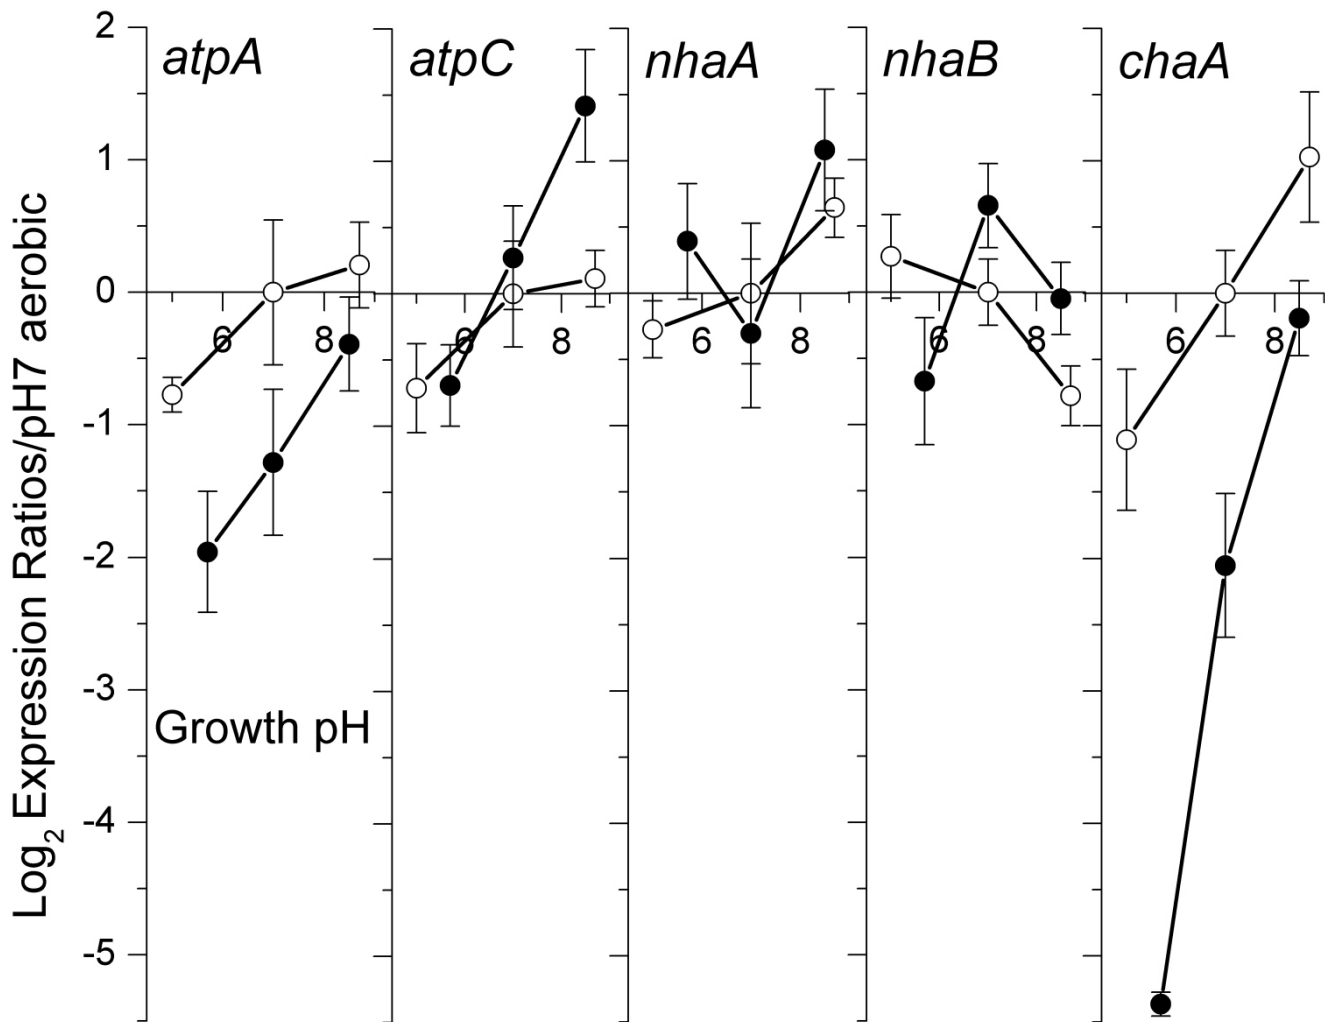 Log2 Expression Ratios/pH7 aerobic
2
1
0
-1
-2
-3
-4
-5
atpA
atpC
nhaA
nhaB
chaA
6 8
6 8
6 8
6 8
6 8
Growth pH